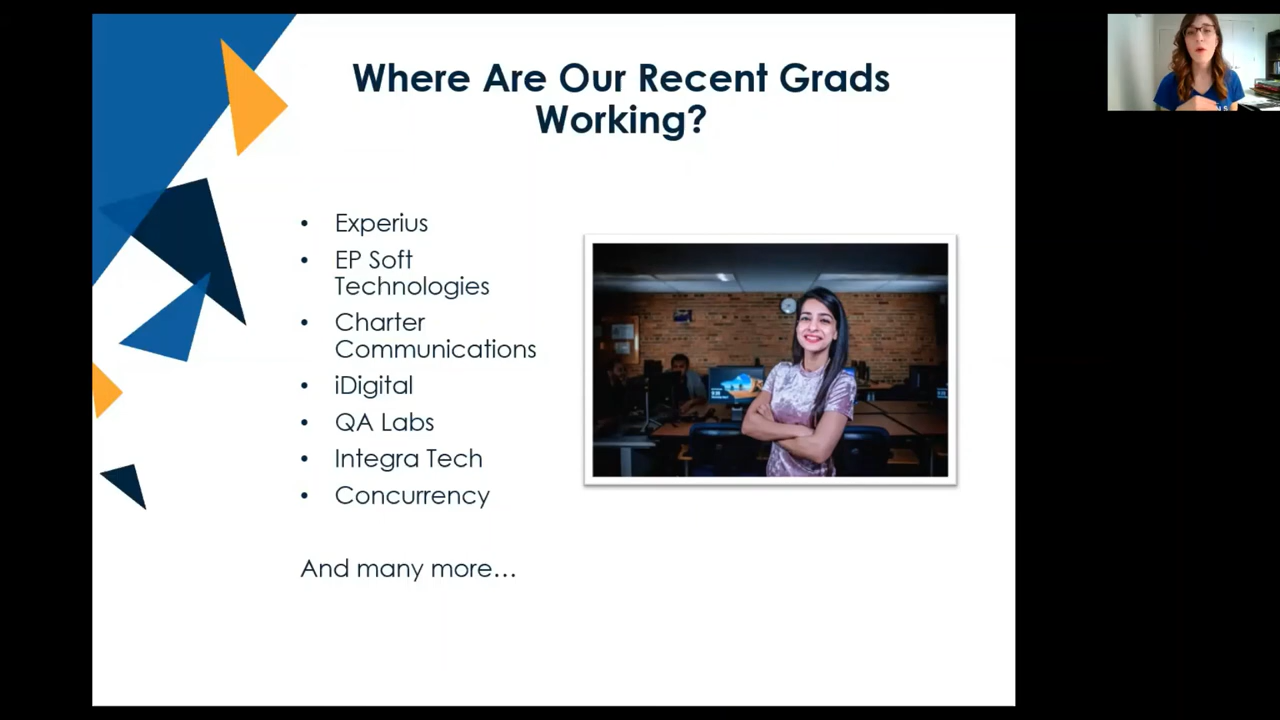 Where Are Our Recent Grads
Working?
• Experius
• EP Soft
Technologies
• Charter
Communications
• iDigital
• QA Labs
• Integra Tech
• Concurrency
And many more...